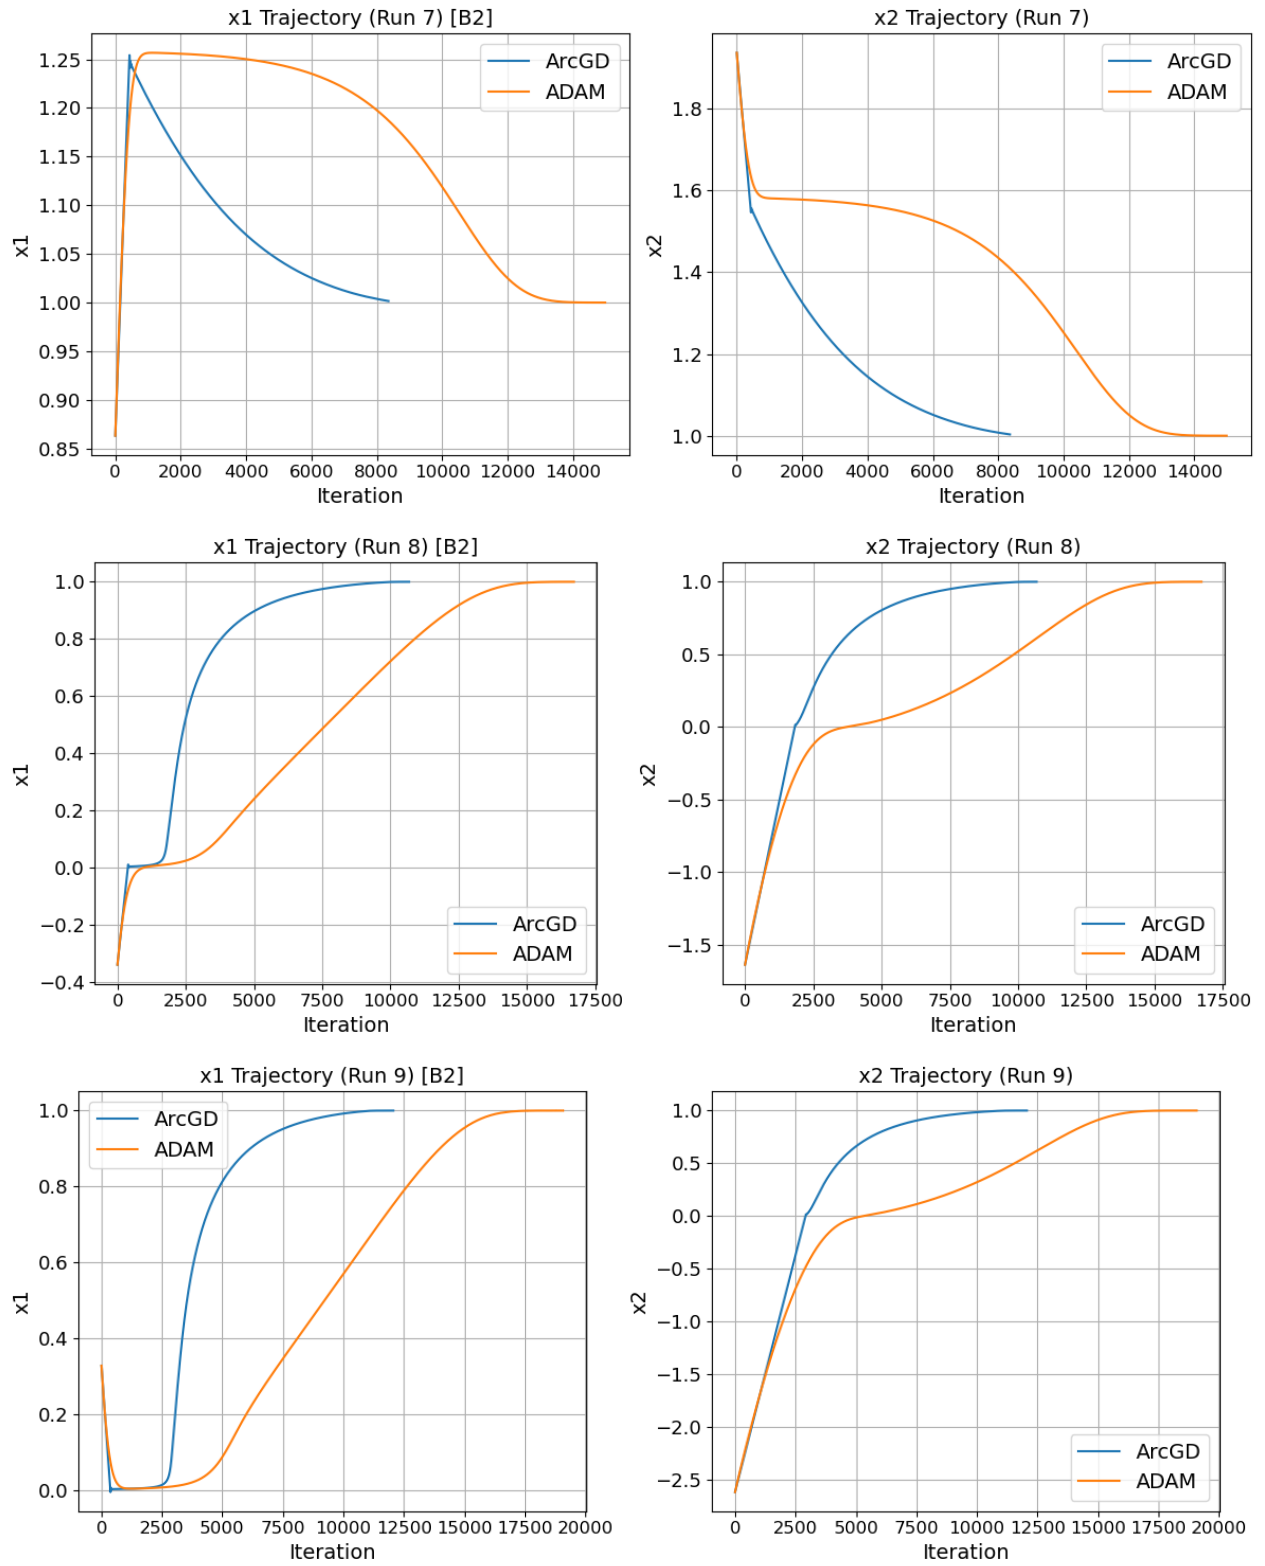 x1 Trajectory (Run 7) [B2]
x1
1.25
1.20
1.15
1.10
1.05
1.00
0.95
0.90
0.85
ArcGD
ADAM
0 2000 4000 6000 8000 10000 12000 14000
Iteration
x2 Trajectory (Run 7)
x2
1.8
1.6
1.4
1.2
1.0
ArcGD
ADAM
0 2000 4000 6000 8000 10000 12000 14000
Iteration
x1 Trajectory (Run 8) [B2]
x1
1.0
0.8
0.6
0.4
0.2
0.0
−0.2
−0.4
ArcGD
ADAM
0 2500 5000 7500 10000 12500 15000 17500
Iteration
x2 Trajectory (Run 8)
x2
1.0
0.5
0.0
−0.5
−1.0
−1.5
ArcGD
ADAM
0 2500 5000 7500 10000 12500 15000 17500
Iteration
x1 Trajectory (Run 9) [B2]
x1
1.0
0.8
0.6
0.4
0.2
0.0
ArcGD
ADAM
0 2500 5000 7500 10000 12500 15000 17500 20000
Iteration
x2 Trajectory (Run 9)
x2
1.0
0.5
0.0
−0.5
−1.0
−1.5
−2.0
−2.5
ArcGD
ADAM
0 2500 5000 7500 10000 12500 15000 17500 20000
Iteration